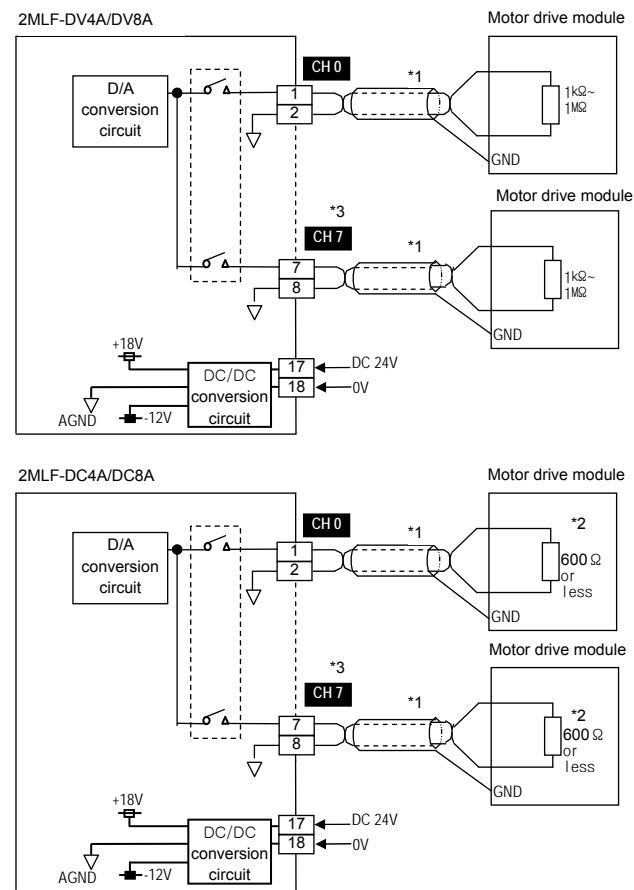 2MLF-DV4A/DV8A
Motor drive module
D/A
conversion
circuit
CH 0
*1
1
2
1kΩ~
1MΩ
GND
Motor drive module
*3
CH 7
*1
7
8
1kΩ~
1MΩ
GND
+18V
DC/DC
conversion
circuit
17
18
DC 24V
0V
AGND
-12V
2MLF-DC4A/DC8A
Motor drive module
D/A
conversion
circuit
CH 0
*1
1
2
*2
600 Ω
or
less
GND
Motor drive module
*3
CH 7
*1
7
8
*2
600 Ω
or
less
GND
+18V
DC/DC
conversion
circuit
17
18
DC 24V
0V
AGND
-12V